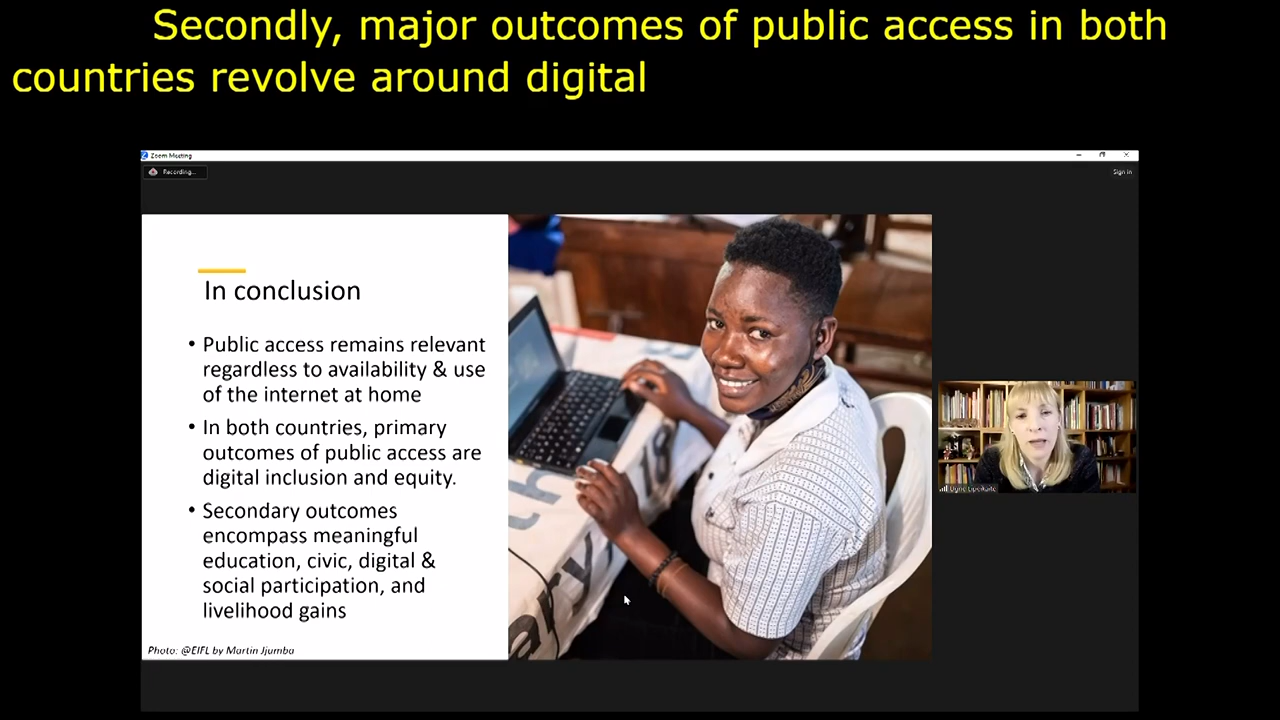 Secondly, major outcomes of public access in both
countries revolve around digital
Zoom Meeting
Recording...
Sign in
In conclusion
• Public access remains relevant
regardless to availability & use
of the internet at home
• In both countries, primary
outcomes of public access are
digital inclusion and equity.
• Secondary outcomes
encompass meaningful
education, civic, digital &
social participation, and
livelihood gains
Photo: @EIFL by Martin Jjumba